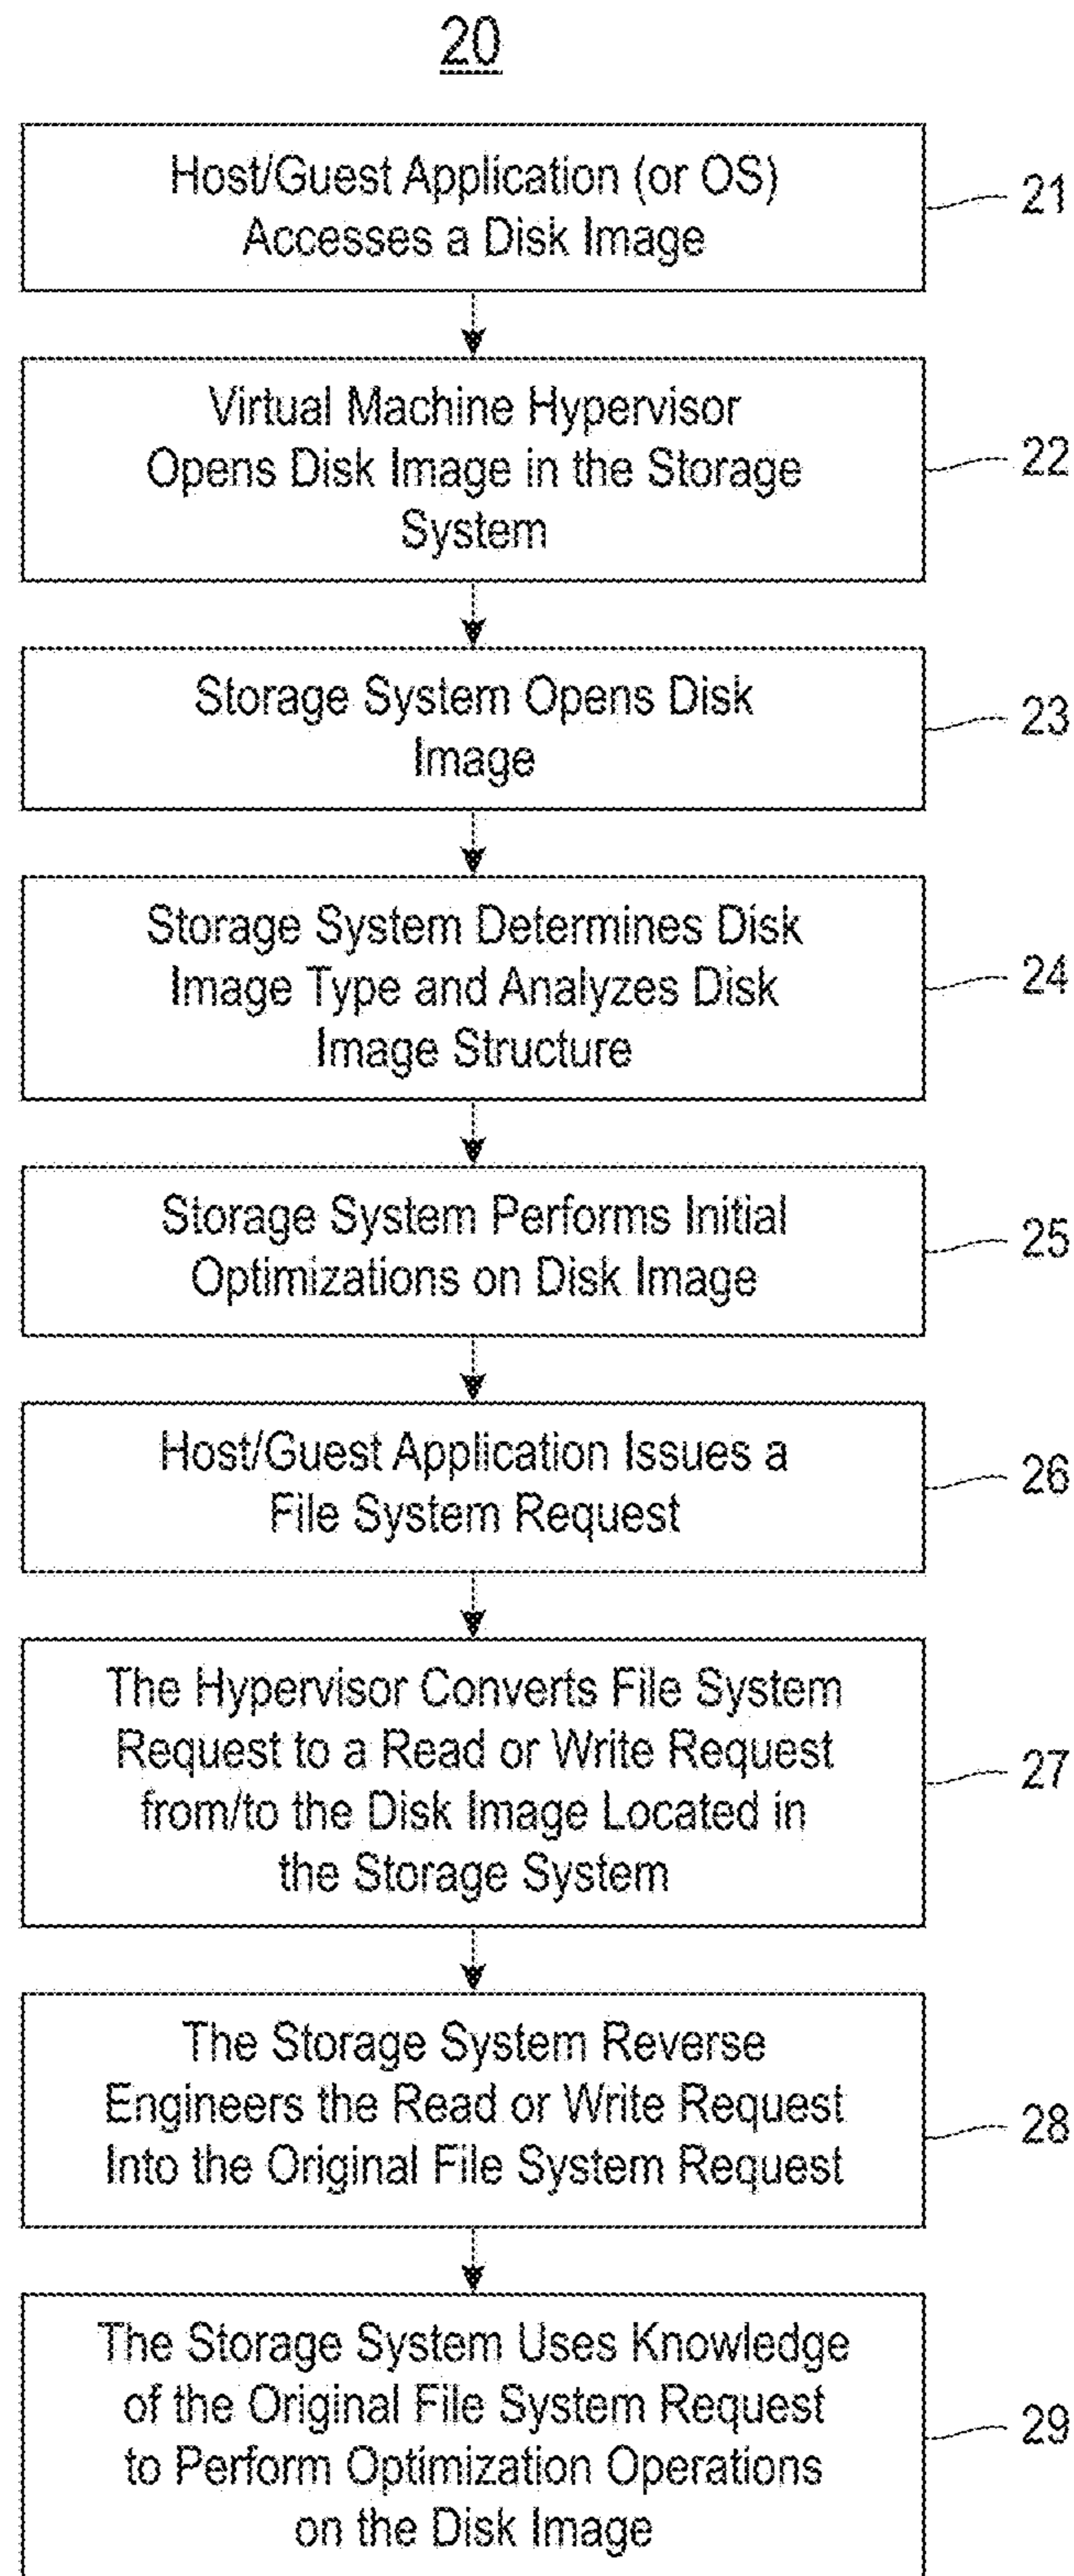 20
Host/Guest Application (or OS)
Accesses a Disk Image
21
Virtual Machine Hypervisor
Opens Disk Image in the Storage
System
22
Storage System Opens Disk
Image
23
Storage System Determines Disk
Image Type and Analyzes Disk
Image Structure
24
Storage System Performs Initial
Optimizations on Disk Image
25
Host/Guest Application Issues a
File System Request
26
The Hypervisor Converts File System
Request to a Read or Write Request
from/to the Disk Image Located in
the Storage System
27
The Storage System Reverse
Engineers the Read or Write Request
Into the Original File System Request
28
The Storage System Uses Knowledge
of the Original File System Request
to Perform Optimization Operations
on the Disk Image
29